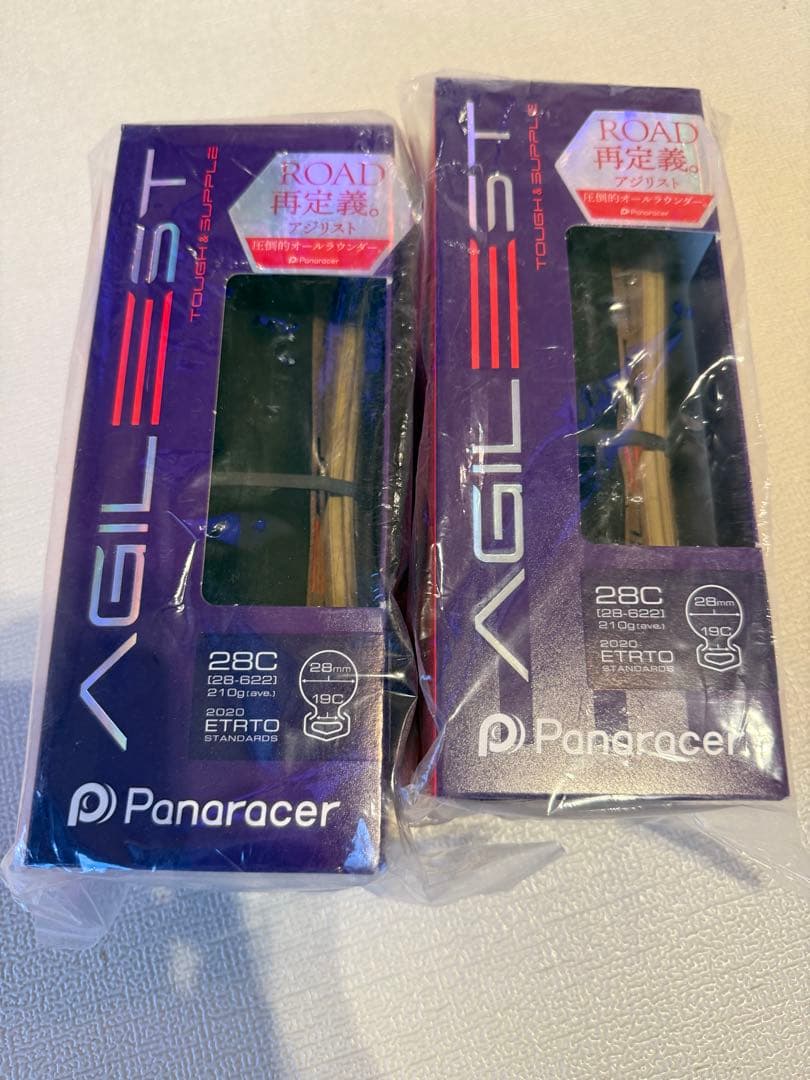 AGILEST
TOUGH & SUPPLE
ROAD
再定義。
アジリスト
圧倒的オールラウンダー。
Panaracer
28C
[28-622]
210g(ave.)
2020
ETRTO
STANDARDS
28mm
19C
Panaracer
AGILEST
TOUGH & SUPPLE
ROAD
再定義。
アジリスト
圧倒的オールラウンダー。
Panaracer
28C
[28-622]
210g(ave.)
2020
ETRTO
STANDARDS
28mm
19C
Panaracer